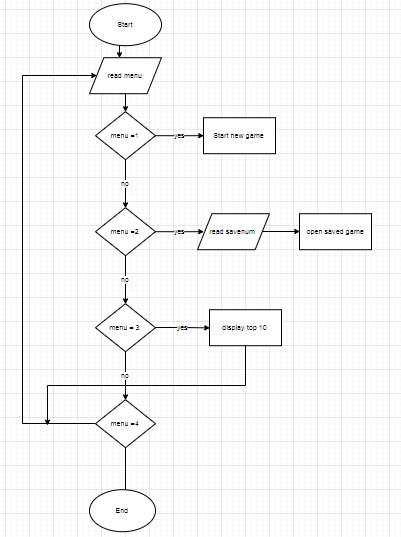 Start
read menu
menu =1
yes
Start new game
no
menu =2
yes
read savenum
open saved game
no
menu = 3
yes
display top 10
no
menu =4
End